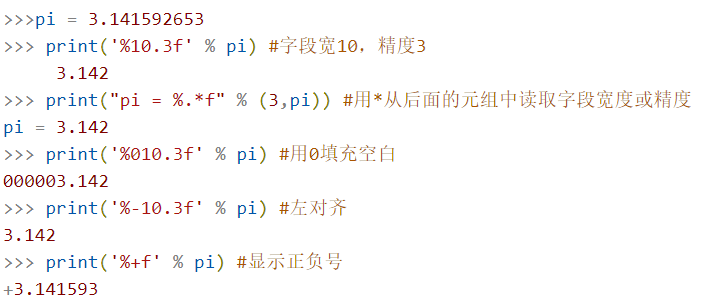 >>>pi = 3.141592653
>>> print('%10.3f' % pi) #字段宽10，精度3
     3.142
>>> print("pi = %.*f" % (3,pi)) #用*从后面的元组中读取字段宽度或精度
pi = 3.142
>>> print('%010.3f' % pi) #用0填充空白
000003.142
>>> print('%-10.3f' % pi) #左对齐
3.142
>>> print('%+f' % pi) #显示正负号
+3.141593